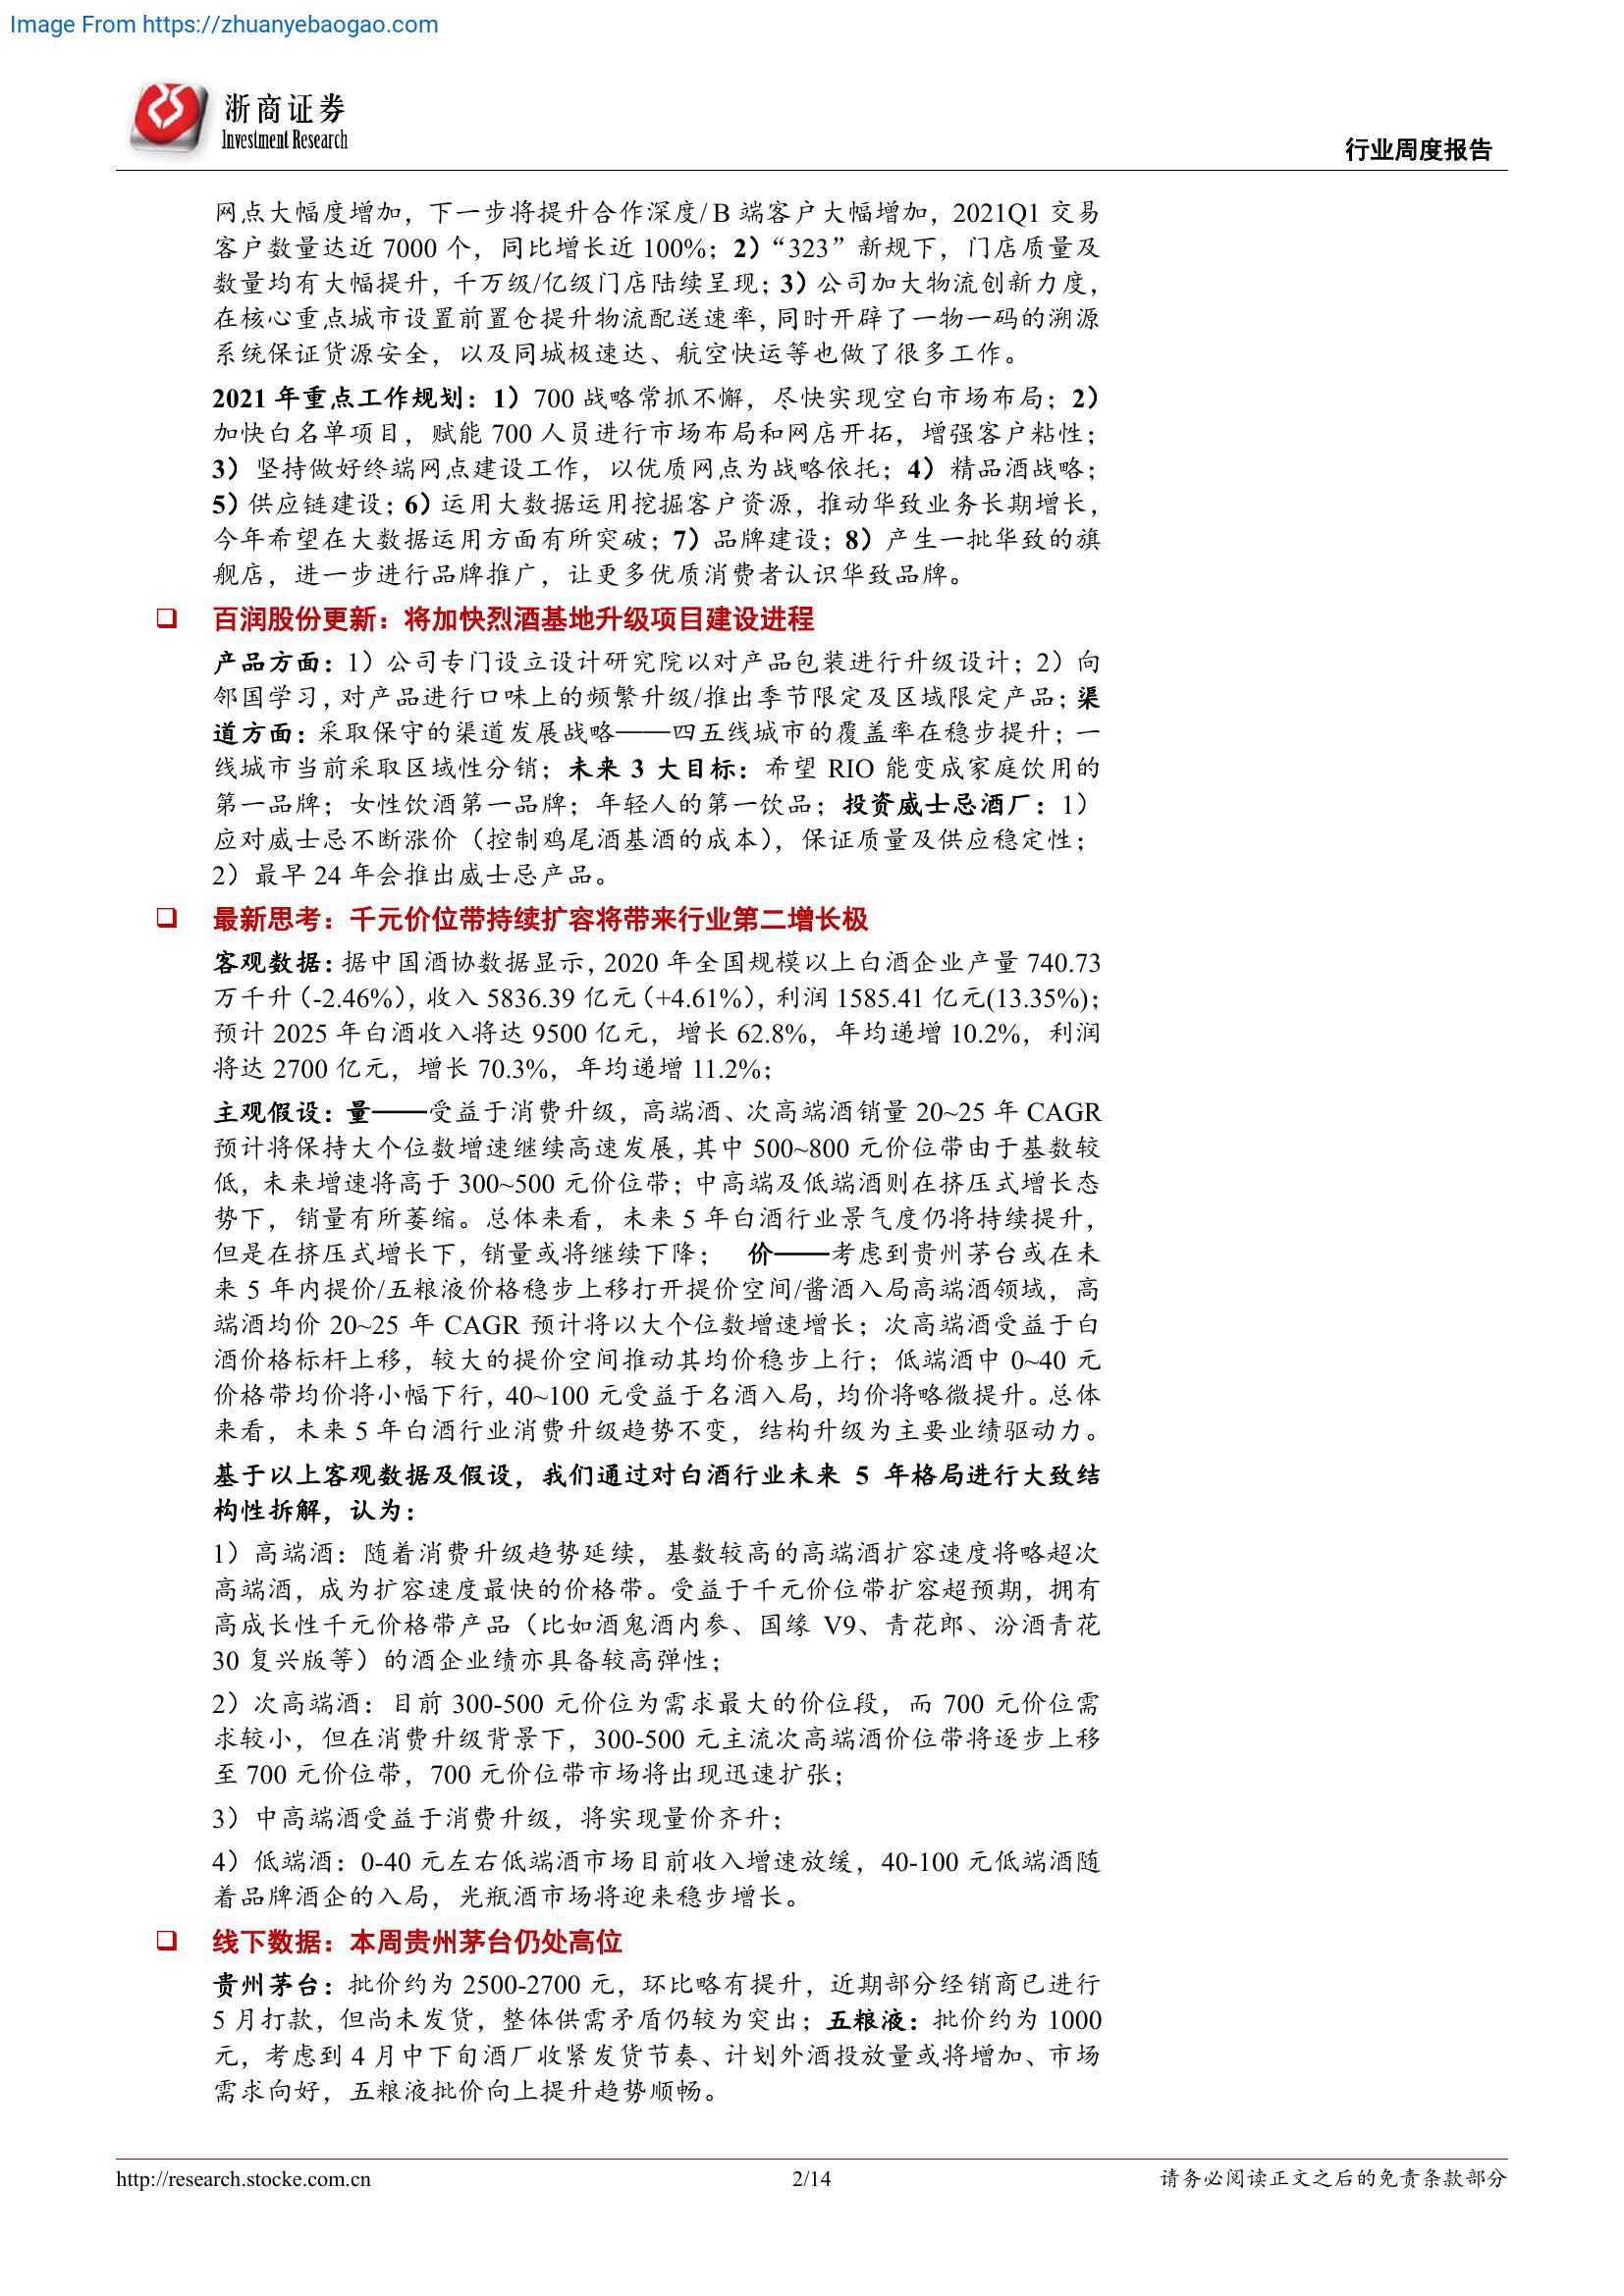 Image From https://zhuanyebaogao.com
浙商证券
Investment Research
行业周度报告
网点大幅度增加，下一步将提升合作深度/ B 端客户大幅增加，2021Q1 交易
客户数量达近 7000 个，同比增长近 100%；2）“323”新规下，门店质量及
数量均有大幅提升，千万级/亿级门店陆续呈现；3）公司加大物流创新力度，
在核心重点城市设置前置仓提升物流配送速率，同时开辟了一物一码的溯源
系统保证货源安全，以及同城极速达、航空快运等也做了很多工作。
2021 年重点工作规划：1）700 战略常抓不懈，尽快实现空白市场布局；2）
加快白名单项目，赋能 700 人员进行市场布局和网店开拓，增强客户粘性；
3）坚持做好终端网点建设工作，以优质网点为战略依托；4）精品酒战略；
5）供应链建设；6）运用大数据运用挖掘客户资源，推动华致业务长期增长，
今年希望在大数据运用方面有所突破；7）品牌建设；8）产生一批华致的旗
舰店，进一步进行品牌推广，让更多优质消费者认识华致品牌。
❑ 百润股份更新：将加快烈酒基地升级项目建设进程
产品方面：1）公司专门设立设计研究院以对产品包装进行升级设计；2）向
邻国学习，对产品进行口味上的频繁升级/推出季节限定及区域限定产品；渠
道方面：采取保守的渠道发展战略——四五线城市的覆盖率在稳步提升；一
线城市当前采取区域性分销；未来 3 大目标：希望 RIO 能变成家庭饮用的
第一品牌；女性饮酒第一品牌；年轻人的第一饮品；投资威士忌酒厂：1）
应对威士忌不断涨价（控制鸡尾酒基酒的成本），保证质量及供应稳定性；
2）最早 24 年会推出威士忌产品。
❑ 最新思考：千元价位带持续扩容将带来行业第二增长极
客观数据：据中国酒协数据显示，2020 年全国规模以上白酒企业产量 740.73
万千升（-2.46%），收入 5836.39 亿元（+4.61%），利润 1585.41 亿元(13.35%)；
预计 2025 年白酒收入将达 9500 亿元，增长 62.8%，年均递增 10.2%，利润
将达 2700 亿元，增长 70.3%，年均递增 11.2%；
主观假设：量——受益于消费升级，高端酒、次高端酒销量 20~25 年 CAGR
预计将保持大个位数增速继续高速发展，其中 500~800 元价位带由于基数较
低，未来增速将高于 300~500 元价位带；中高端及低端酒则在挤压式增长态
势下，销量有所萎缩。总体来看，未来 5 年白酒行业景气度仍将持续提升，
但是在挤压式增长下，销量或将继续下降； 价——考虑到贵州茅台或在未
来 5 年内提价/五粮液价格稳步上移打开提价空间/酱酒入局高端酒领域，高
端酒均价 20~25 年 CAGR 预计将以大个位数增速增长；次高端酒受益于白
酒价格标杆上移，较大的提价空间推动其均价稳步上行；低端酒中 0~40 元
价格带均价将小幅下行，40~100 元受益于名酒入局，均价将略微提升。总体
来看，未来 5 年白酒行业消费升级趋势不变，结构升级为主要业绩驱动力。
基于以上客观数据及假设，我们通过对白酒行业未来 5 年格局进行大致结
构性拆解，认为：
1）高端酒：随着消费升级趋势延续，基数较高的高端酒扩容速度将略超次
高端酒，成为扩容速度最快的价格带。受益于千元价位带扩容超预期，拥有
高成长性千元价格带产品（比如酒鬼酒内参、国缘 V9、青花郎、汾酒青花
30 复兴版等）的酒企业绩亦具备较高弹性；
2）次高端酒：目前 300-500 元价位为需求最大的价位段，而 700 元价位需
求较小，但在消费升级背景下，300-500 元主流次高端酒价位带将逐步上移
至 700 元价位带，700 元价位带市场将出现迅速扩张；
3）中高端酒受益于消费升级，将实现量价齐升；
4）低端酒：0-40 元左右低端酒市场目前收入增速放缓，40-100 元低端酒随
着品牌酒企的入局，光瓶酒市场将迎来稳步增长。
❑ 线下数据：本周贵州茅台仍处高位
贵州茅台：批价约为 2500-2700 元，环比略有提升，近期部分经销商已进行
5 月打款，但尚未发货，整体供需矛盾仍较为突出；五粮液：批价约为 1000
元，考虑到 4 月中下旬酒厂收紧发货节奏、计划外酒投放量或将增加、市场
需求向好，五粮液批价向上提升趋势顺畅。
http://research.stocke.com.cn
2/14
请务必阅读正文之后的免责条款部分